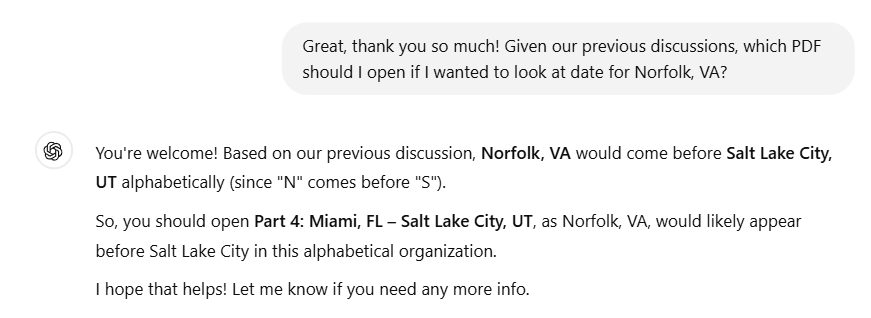 Great, thank you so much! Given our previous discussions, which PDF
should I open if I wanted to look at date for Norfolk, VA?
You're welcome! Based on our previous discussion, Norfolk, VA would come before Salt Lake City,
UT alphabetically (since "N" comes before "S").
So, you should open Part 4: Miami, FL – Salt Lake City, UT, as Norfolk, VA, would likely appear
before Salt Lake City in this alphabetical organization.
I hope that helps! Let me know if you need any more info.